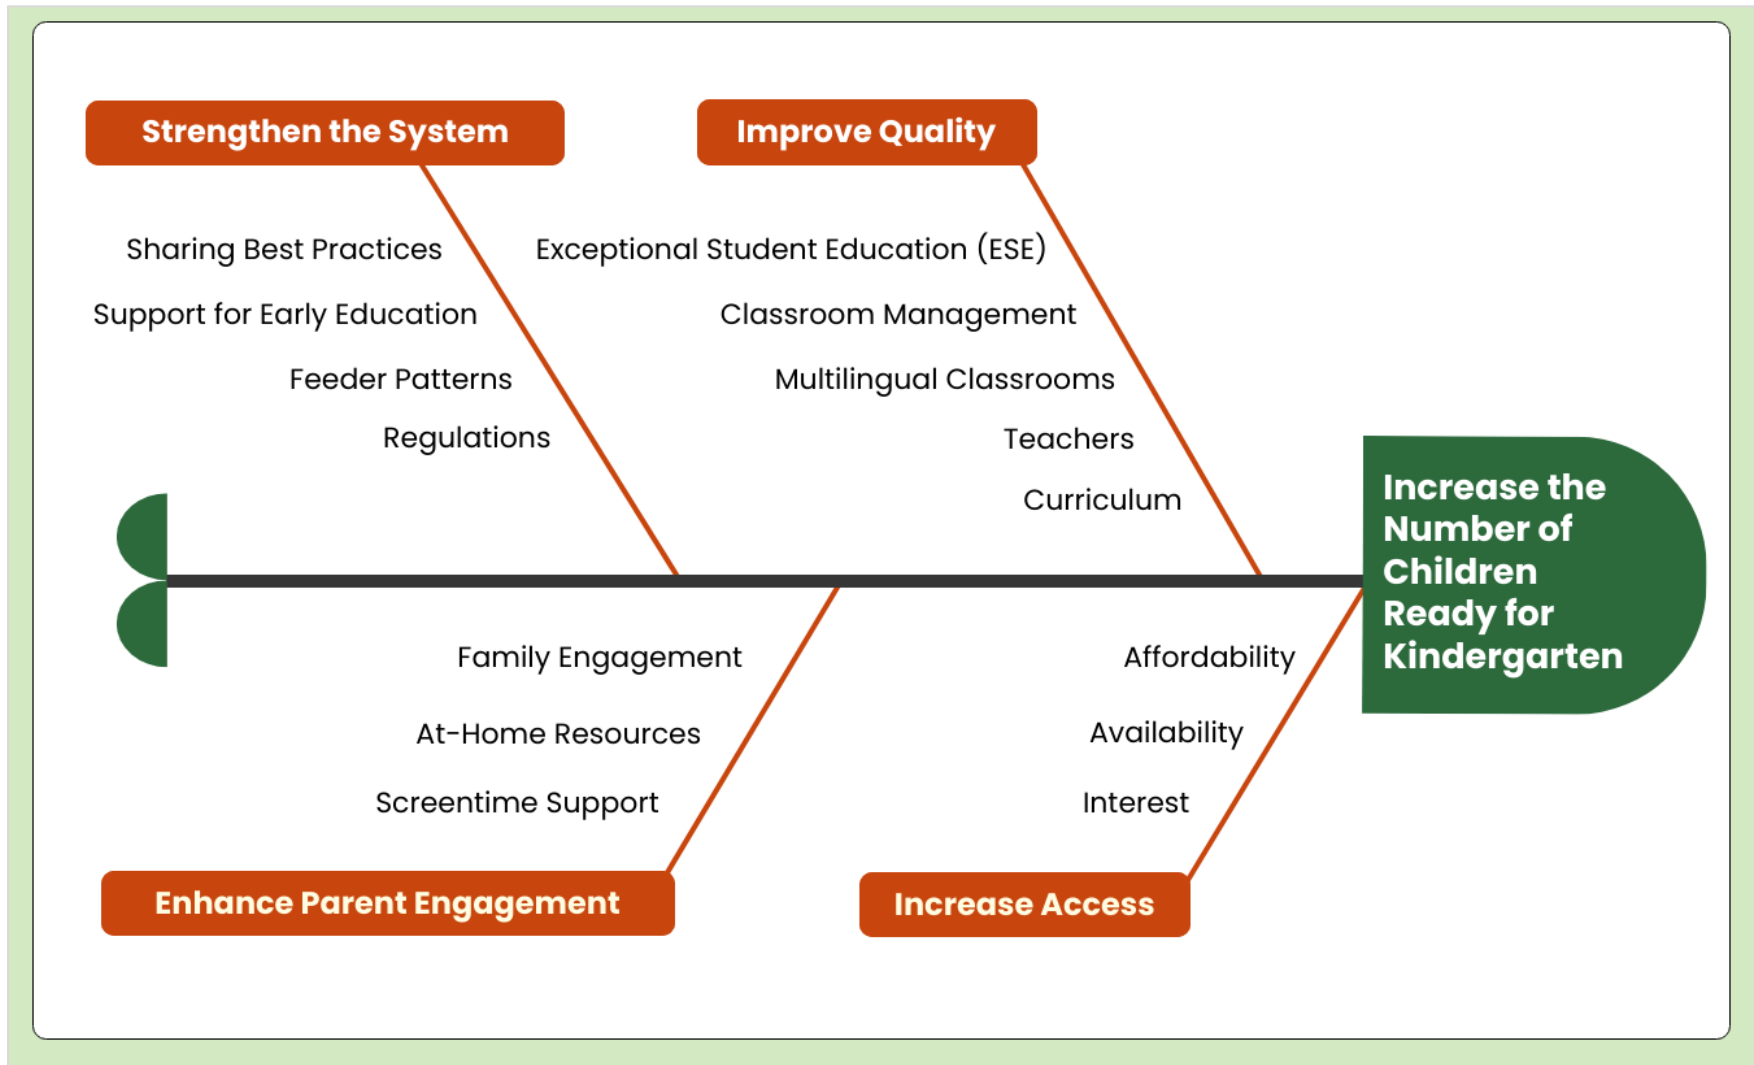 Strengthen the System
Improve Quality
Sharing Best Practices
Support for Early Education
Feeder Patterns
Regulations
Exceptional Student Education (ESE)
Classroom Management
Multilingual Classrooms
Teachers
Curriculum
Increase the
Number of
Children
Ready for
Kindergarten
Family Engagement
At-Home Resources
Screentime Support
Enhance Parent Engagement
Affordability
Availability
Interest
Increase Access